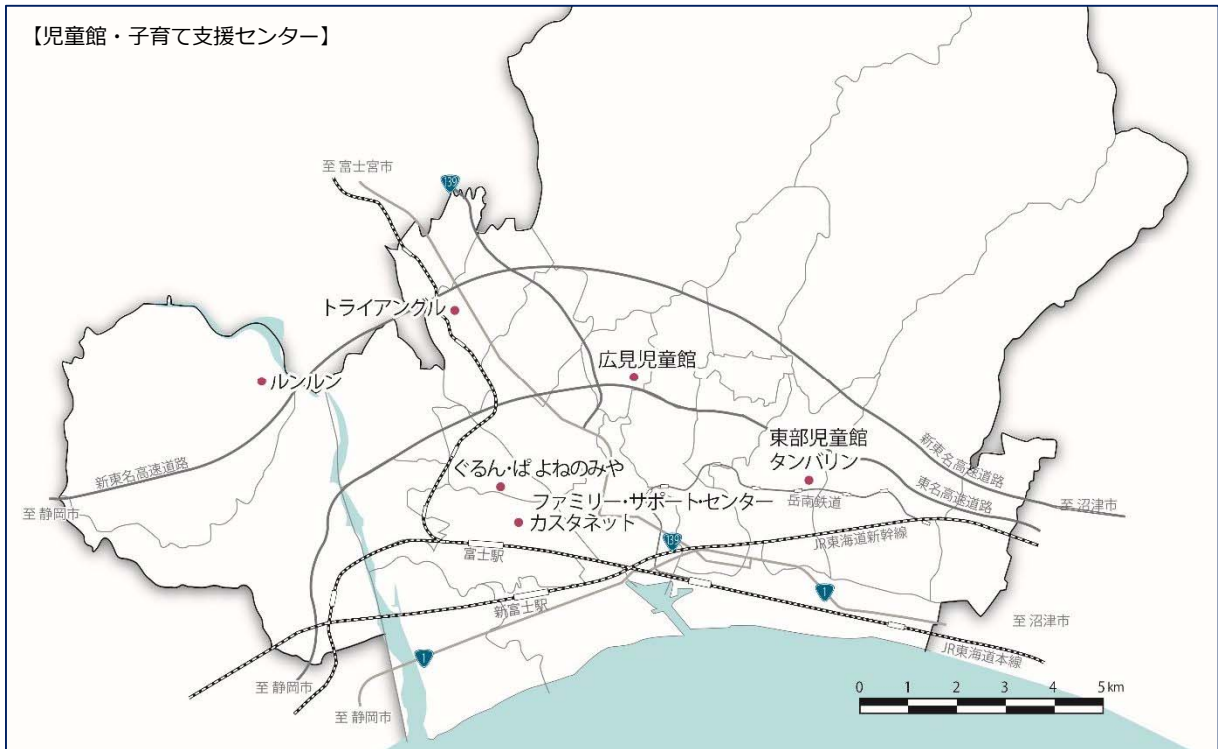 【児童館・子育て支援センター】
至 富士宮市
139
トライアングル
広見児童館
ルンルン
東部児童館
タンバリン
新東名高速道路
新東名高速道路
ぐるん・ぱ よねのみや
東名高速道路
ファミリー・サポート・センター
カスタネット
岳南鉄道
至 静岡市
至 沼津市
139
JR東海道新幹線
富士駅
1
新富士駅
至 沼津市
1
JR東海道本線
至 静岡市
至 静岡市
0 1 2 3 4 5km